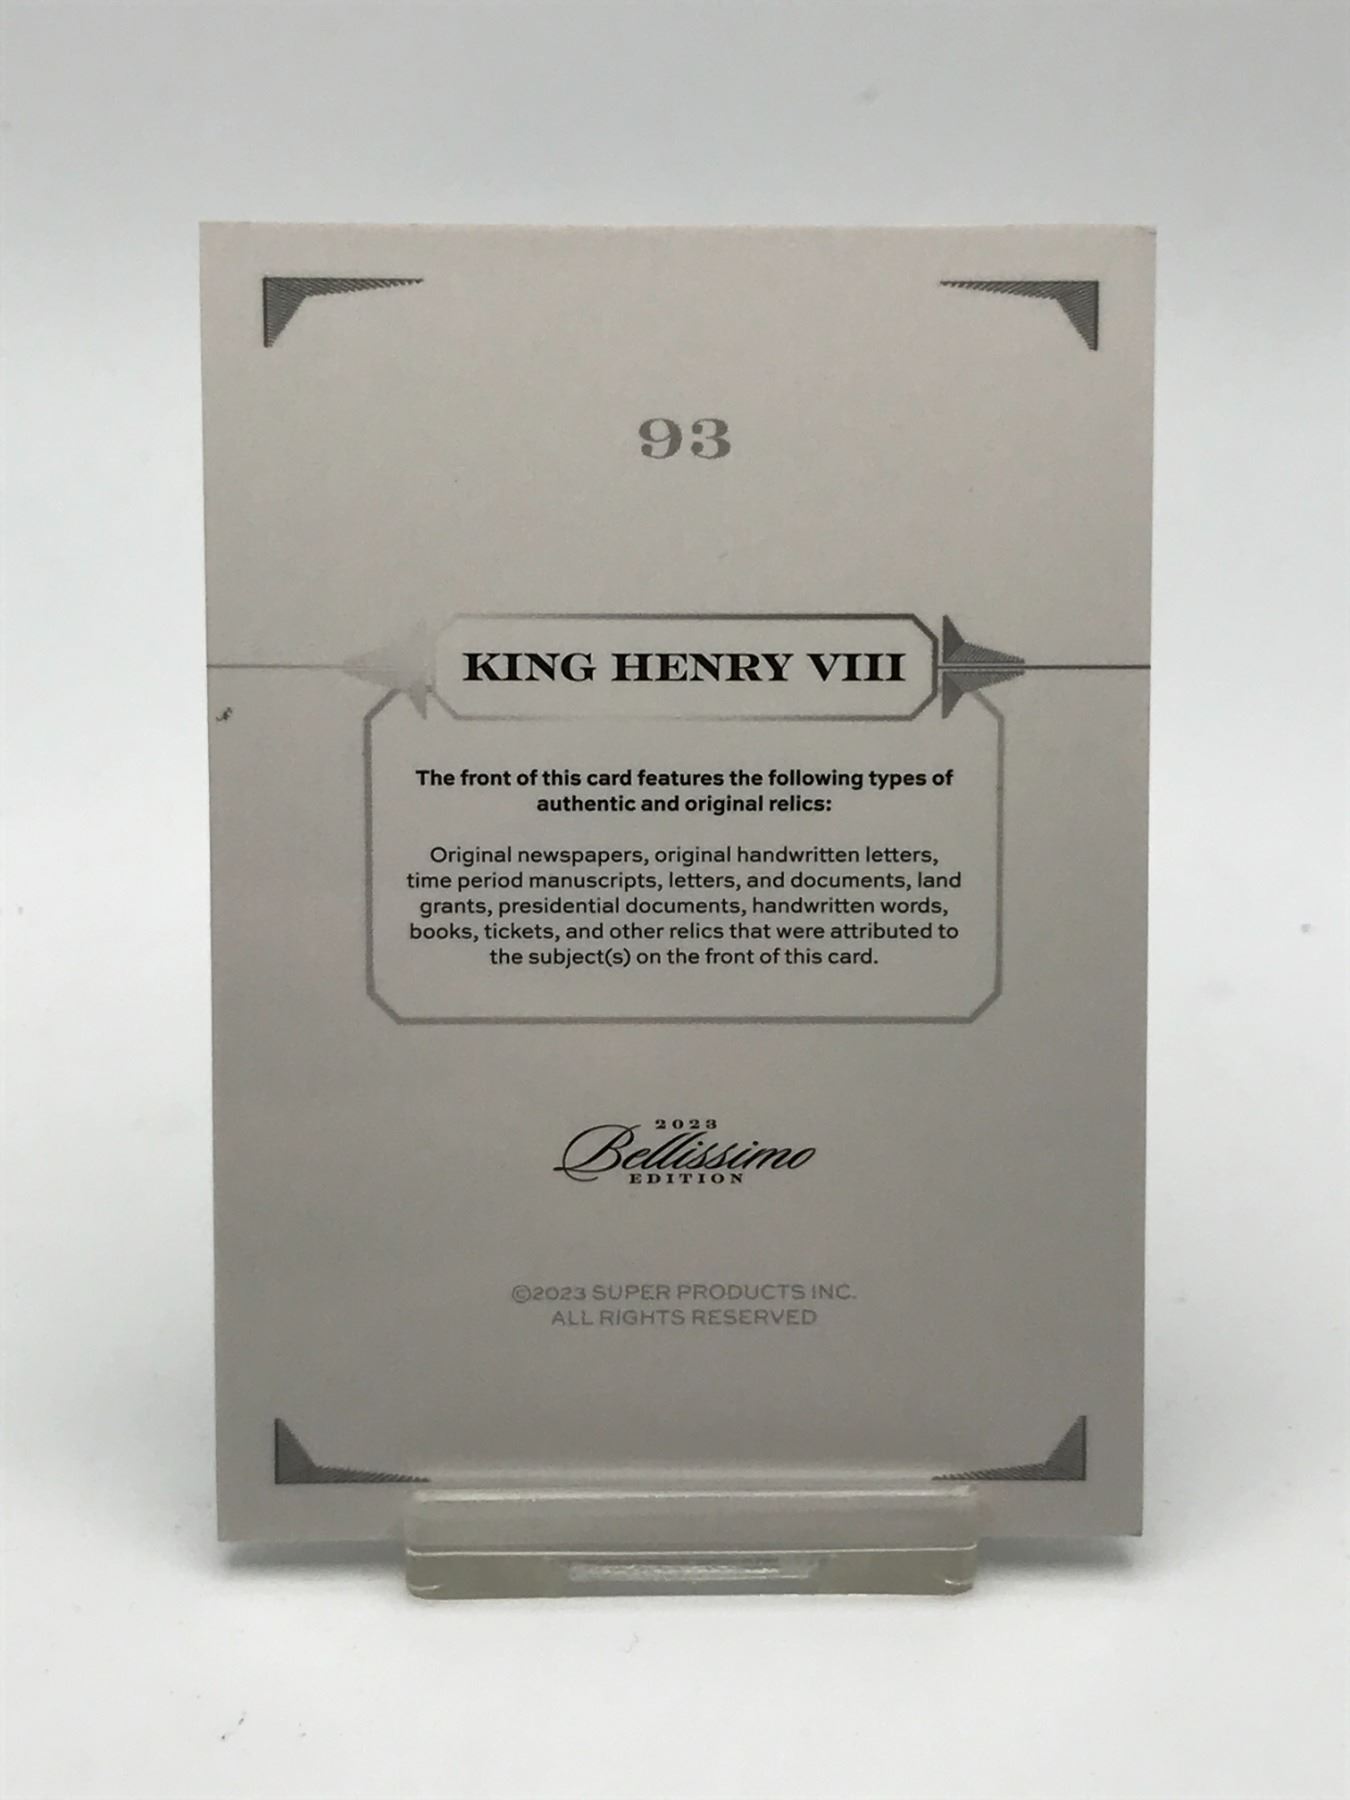 93
KING HENRY VIII
The front of this card features the following types of
authentic and original relics:
Original newspapers, original handwritten letters,
time period manuscripts, letters, and documents, land
grants, presidential documents, handwritten words,
books, tickets, and other relics that were attributed to
the subject(s) on the front of this card.
2023
Bellissimo
EDITION
©2023 SUPER PRODUCTS INC.
ALL RIGHTS RESERVED